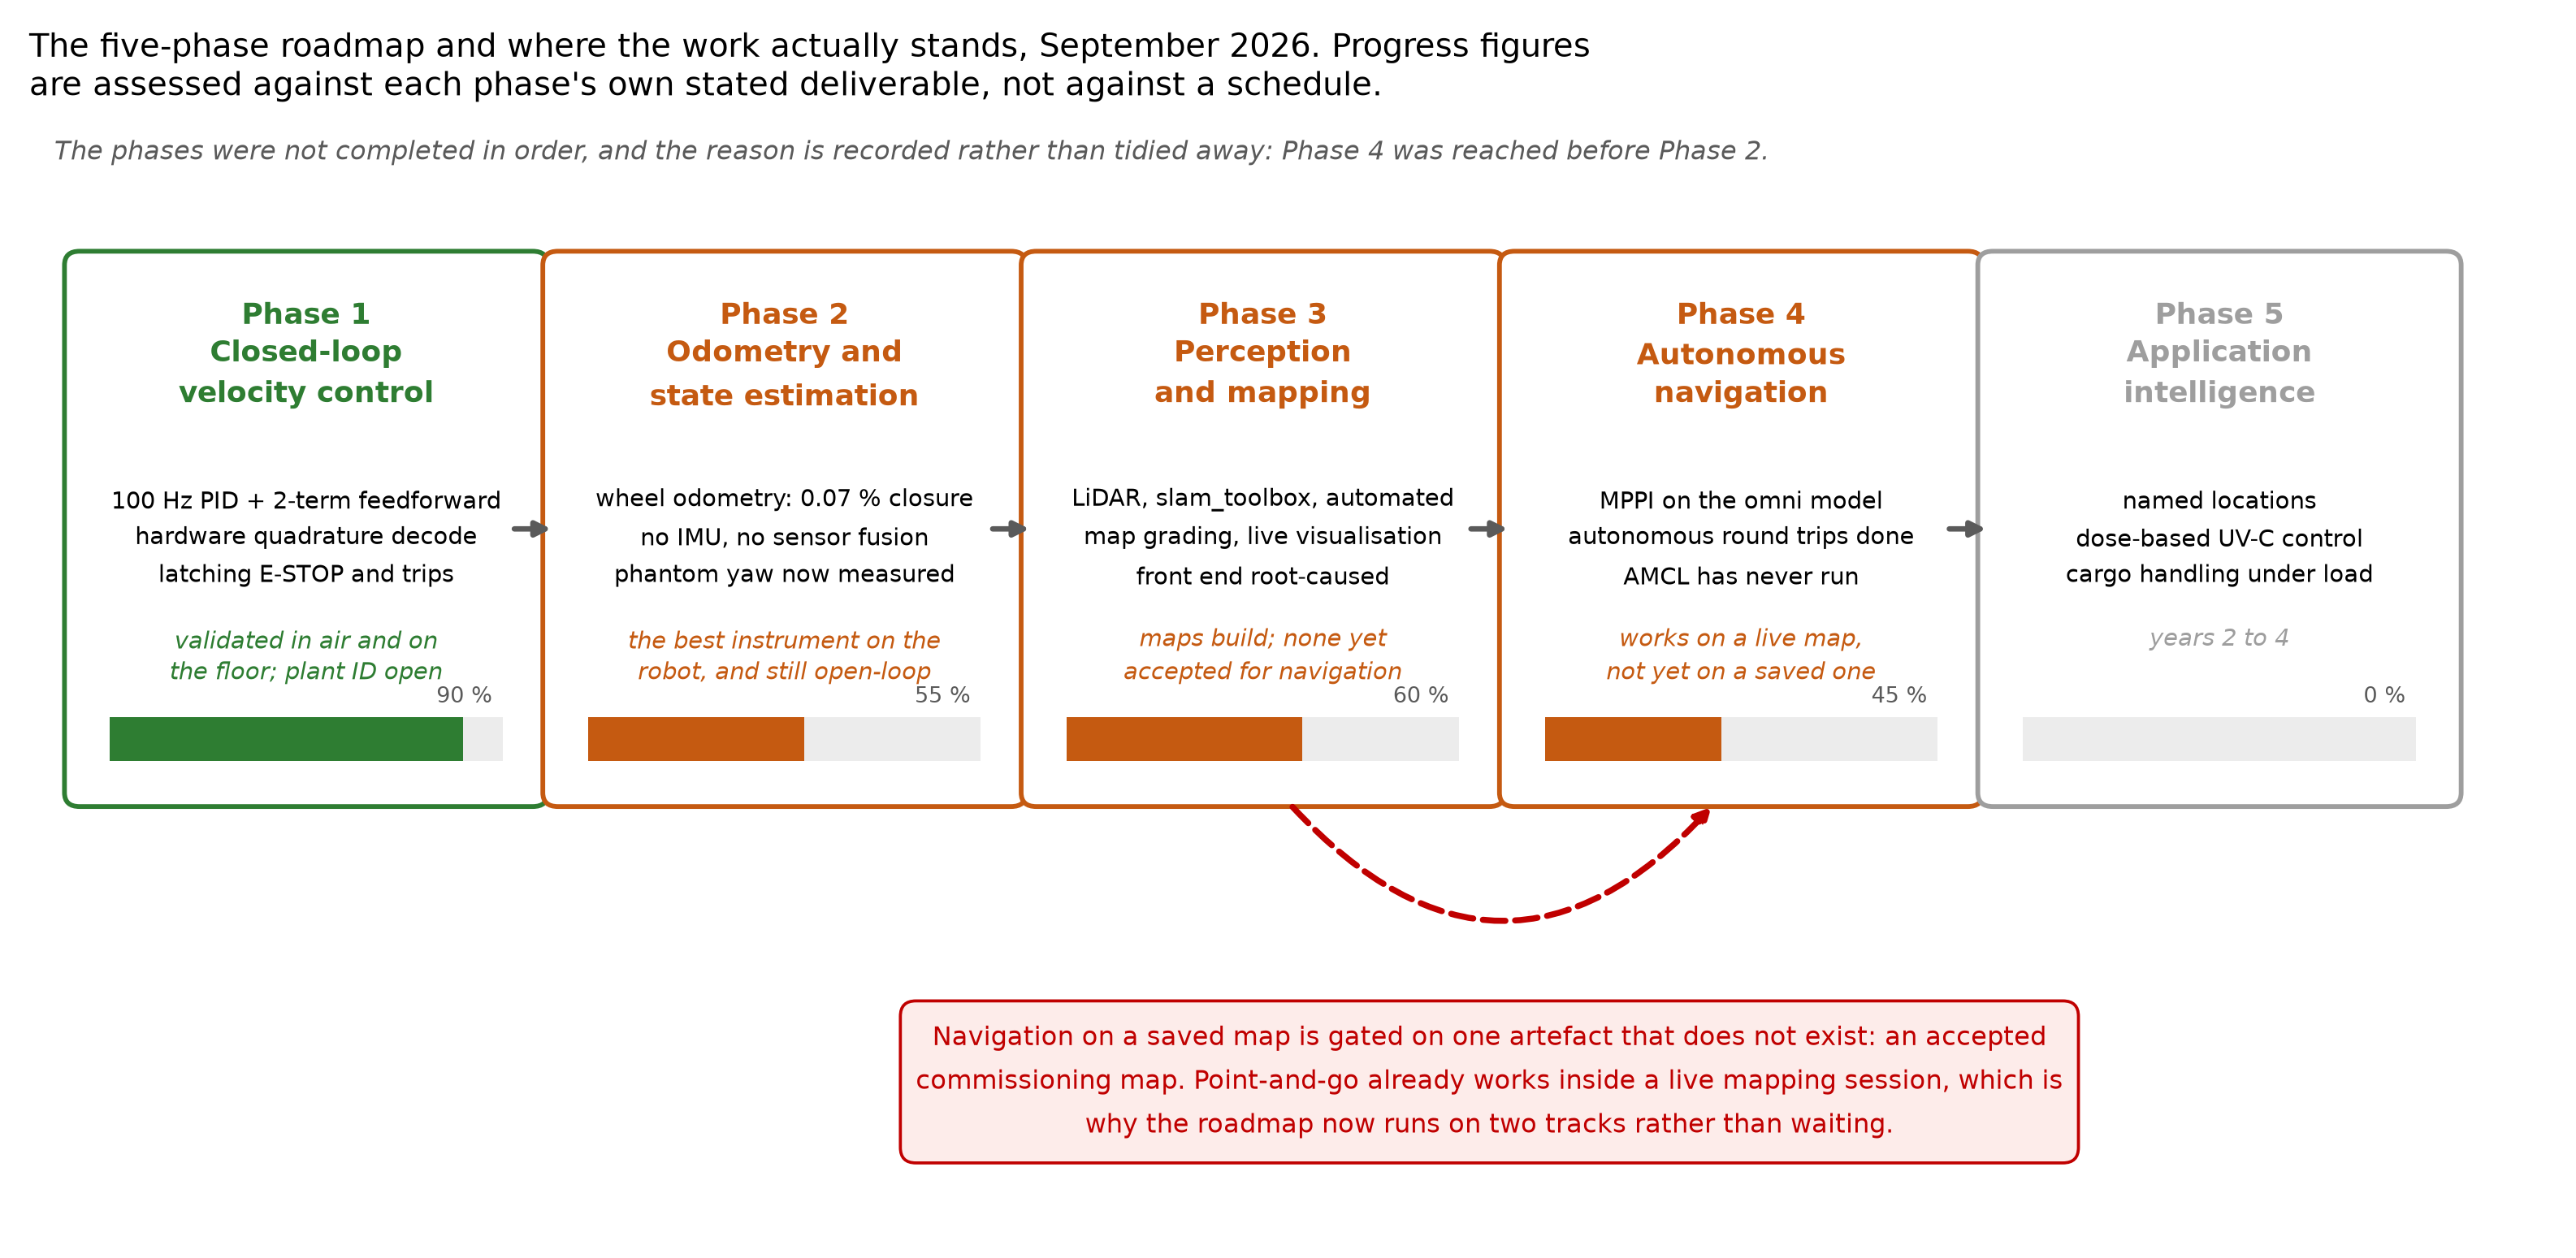 The five-phase roadmap and where the work actually stands, September 2026. Progress figures
are assessed against each phase's own stated deliverable, not against a schedule.
The phases were not completed in order, and the reason is recorded rather than tidied away: Phase 4 was reached before Phase 2.
Phase 1
Closed-loop
velocity control
100 Hz PID + 2-term feedforward
hardware quadrature decode
latching E-STOP and trips
validated in air and on
the floor; plant ID open
90 %
Phase 2
Odometry and
state estimation
wheel odometry: 0.07 % closure
no IMU, no sensor fusion
phantom yaw now measured
the best instrument on the
robot, and still open-loop
55 %
Phase 3
Perception
and mapping
LiDAR, slam_toolbox, automated
map grading, live visualisation
front end root-caused
maps build; none yet
accepted for navigation
60 %
Phase 4
Autonomous
navigation
MPPI on the omni model
autonomous round trips done
AMCL has never run
works on a live map,
not yet on a saved one
45 %
Phase 5
Application
intelligence
named locations
dose-based UV-C control
cargo handling under load
years 2 to 4
0 %
Navigation on a saved map is gated on one artefact that does not exist: an accepted
commissioning map. Point-and-go already works inside a live mapping session, which is
why the roadmap now runs on two tracks rather than waiting.